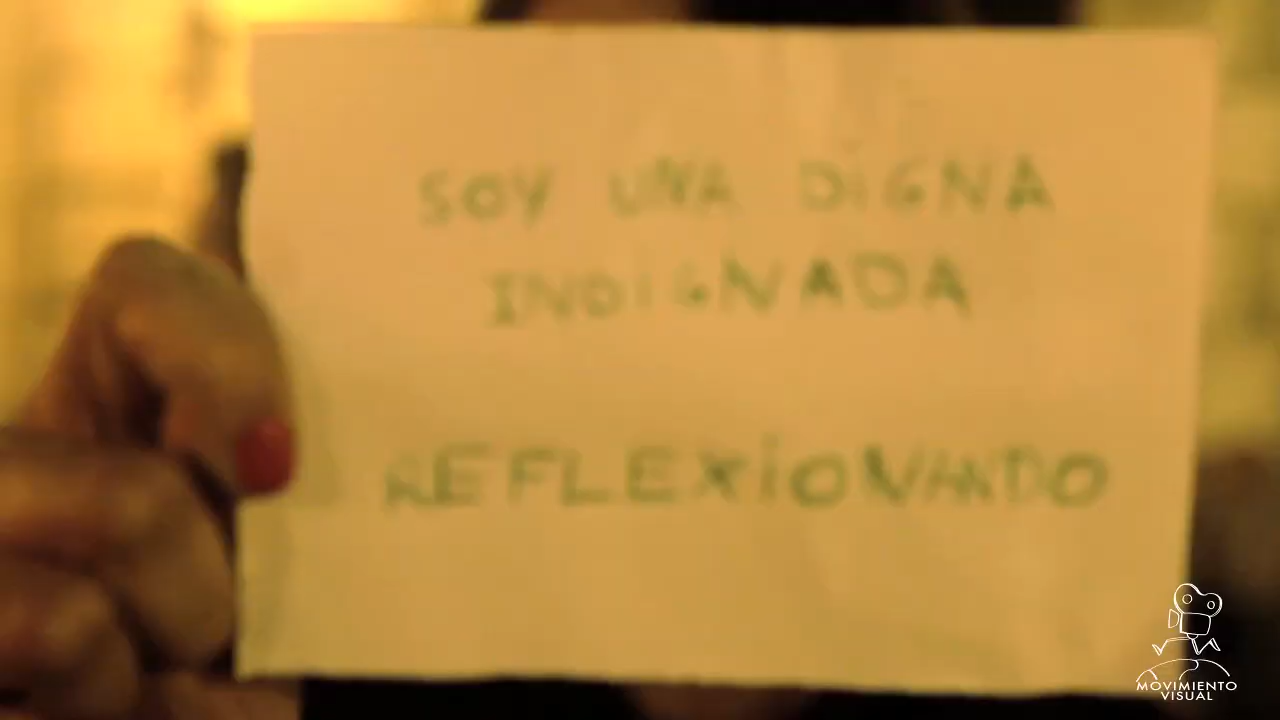 SOY UNA DiGNA
INDiGNADA
REFLEXiONANDO
MOVIMIENTO
VISUAL